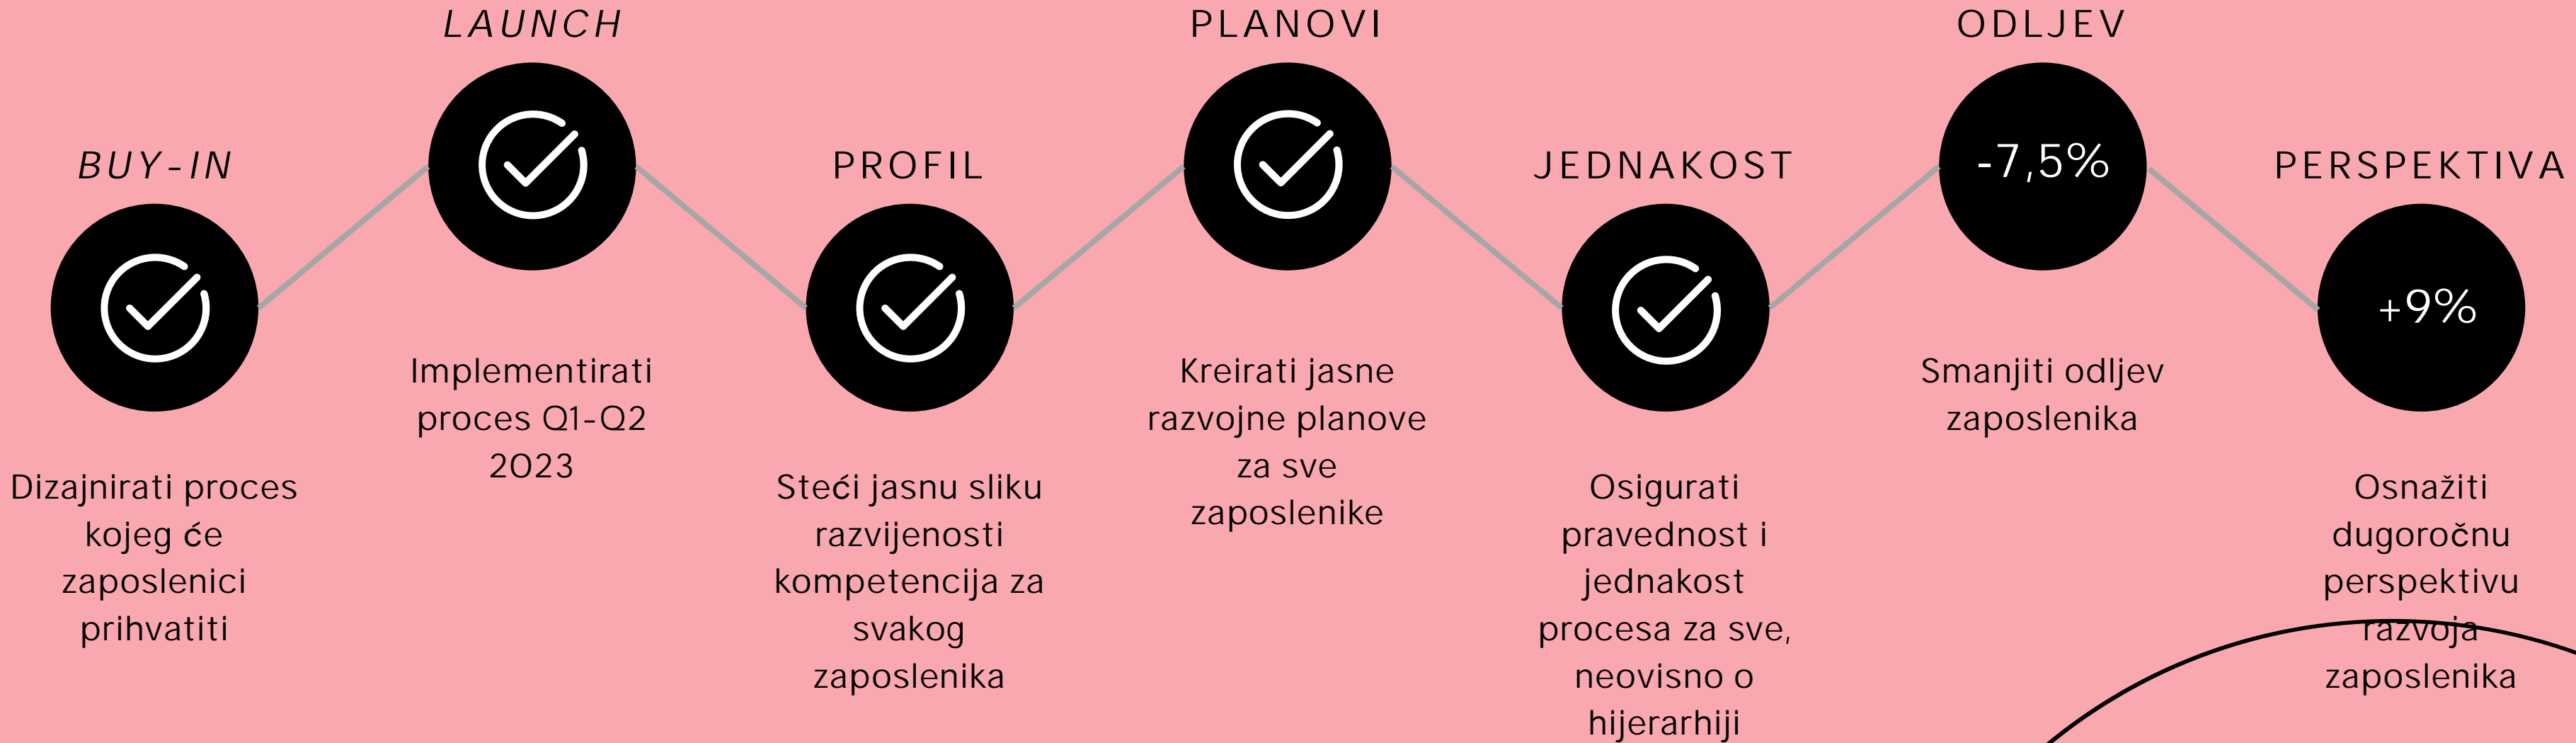 BUY-IN
Dizajnirati proces
kojeg će
zaposlenici
prihvatiti
LAUNCH
Implementirati
proces Q1-Q2
2023
PROFIL
Steći jasnu sliku
razvijenosti
kompetencija za
svakog
zaposlenika
PLANOVI
Kreirati jasne
razvojne planove
za sve
zaposlenike
JEDNAKOST
Osigurati
pravednost i
jednakost
procesa za sve,
neovisno o
hijerarhiji
ODLJEV
-7,5%
Smanjiti odljev
zaposlenika
PERSPEKTIVA
+9%
Osnažiti
dugoročnu
perspektivu
razvoja
zaposlenika